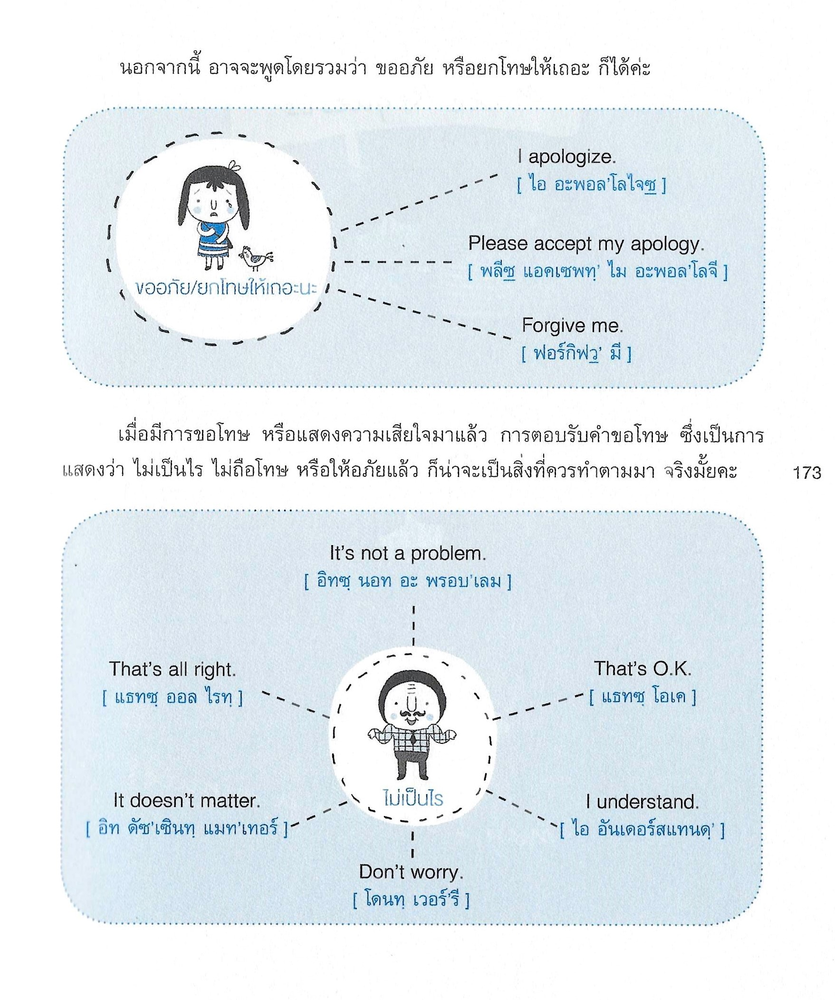 นอกจากนี้ อาจจะพูดโดยรวมว่า ขออภัย หรือยกโทษให้เถอะ ก็ได้ค่ะ
I apologize.
[ ไอ อะพอล'โลไจซ ]
Please accept my apology.
[ พลีซ แอคเซพทฺ' ไม อะพอล'โลจี ]
ขออภัย/ยกโทษให้เถอะนะ
Forgive me.
[ ฟอร์กิฟว' มี ]
เมื่อมีการขอโทษ หรือแสดงความเสียใจมาแล้ว การตอบรับคำขอโทษ ซึ่งเป็นการ
แสดงว่า ไม่เป็นไร ไม่ถือโทษ หรือให้อภัยแล้ว ก็น่าจะเป็นสิ่งที่ควรทำตามมา จริงมั้ยคะ
173
It's not a problem.
[ อิทซฺ นอท อะ พรอบ'เลม ]
That's all right.
[ แธทซฺ ออล ไรทฺ ]
That's O.K.
[ แธทซฺ โอเค ]
ไม่เป็นไร
It doesn't matter.
[ อิท ดัซ'เซินทฺ แมท'เทอร์ ]
I understand.
[ ไอ อันเดอร์สแทนดฺ' ]
Don't worry.
[ โดนทฺ เวอร์'รี ]